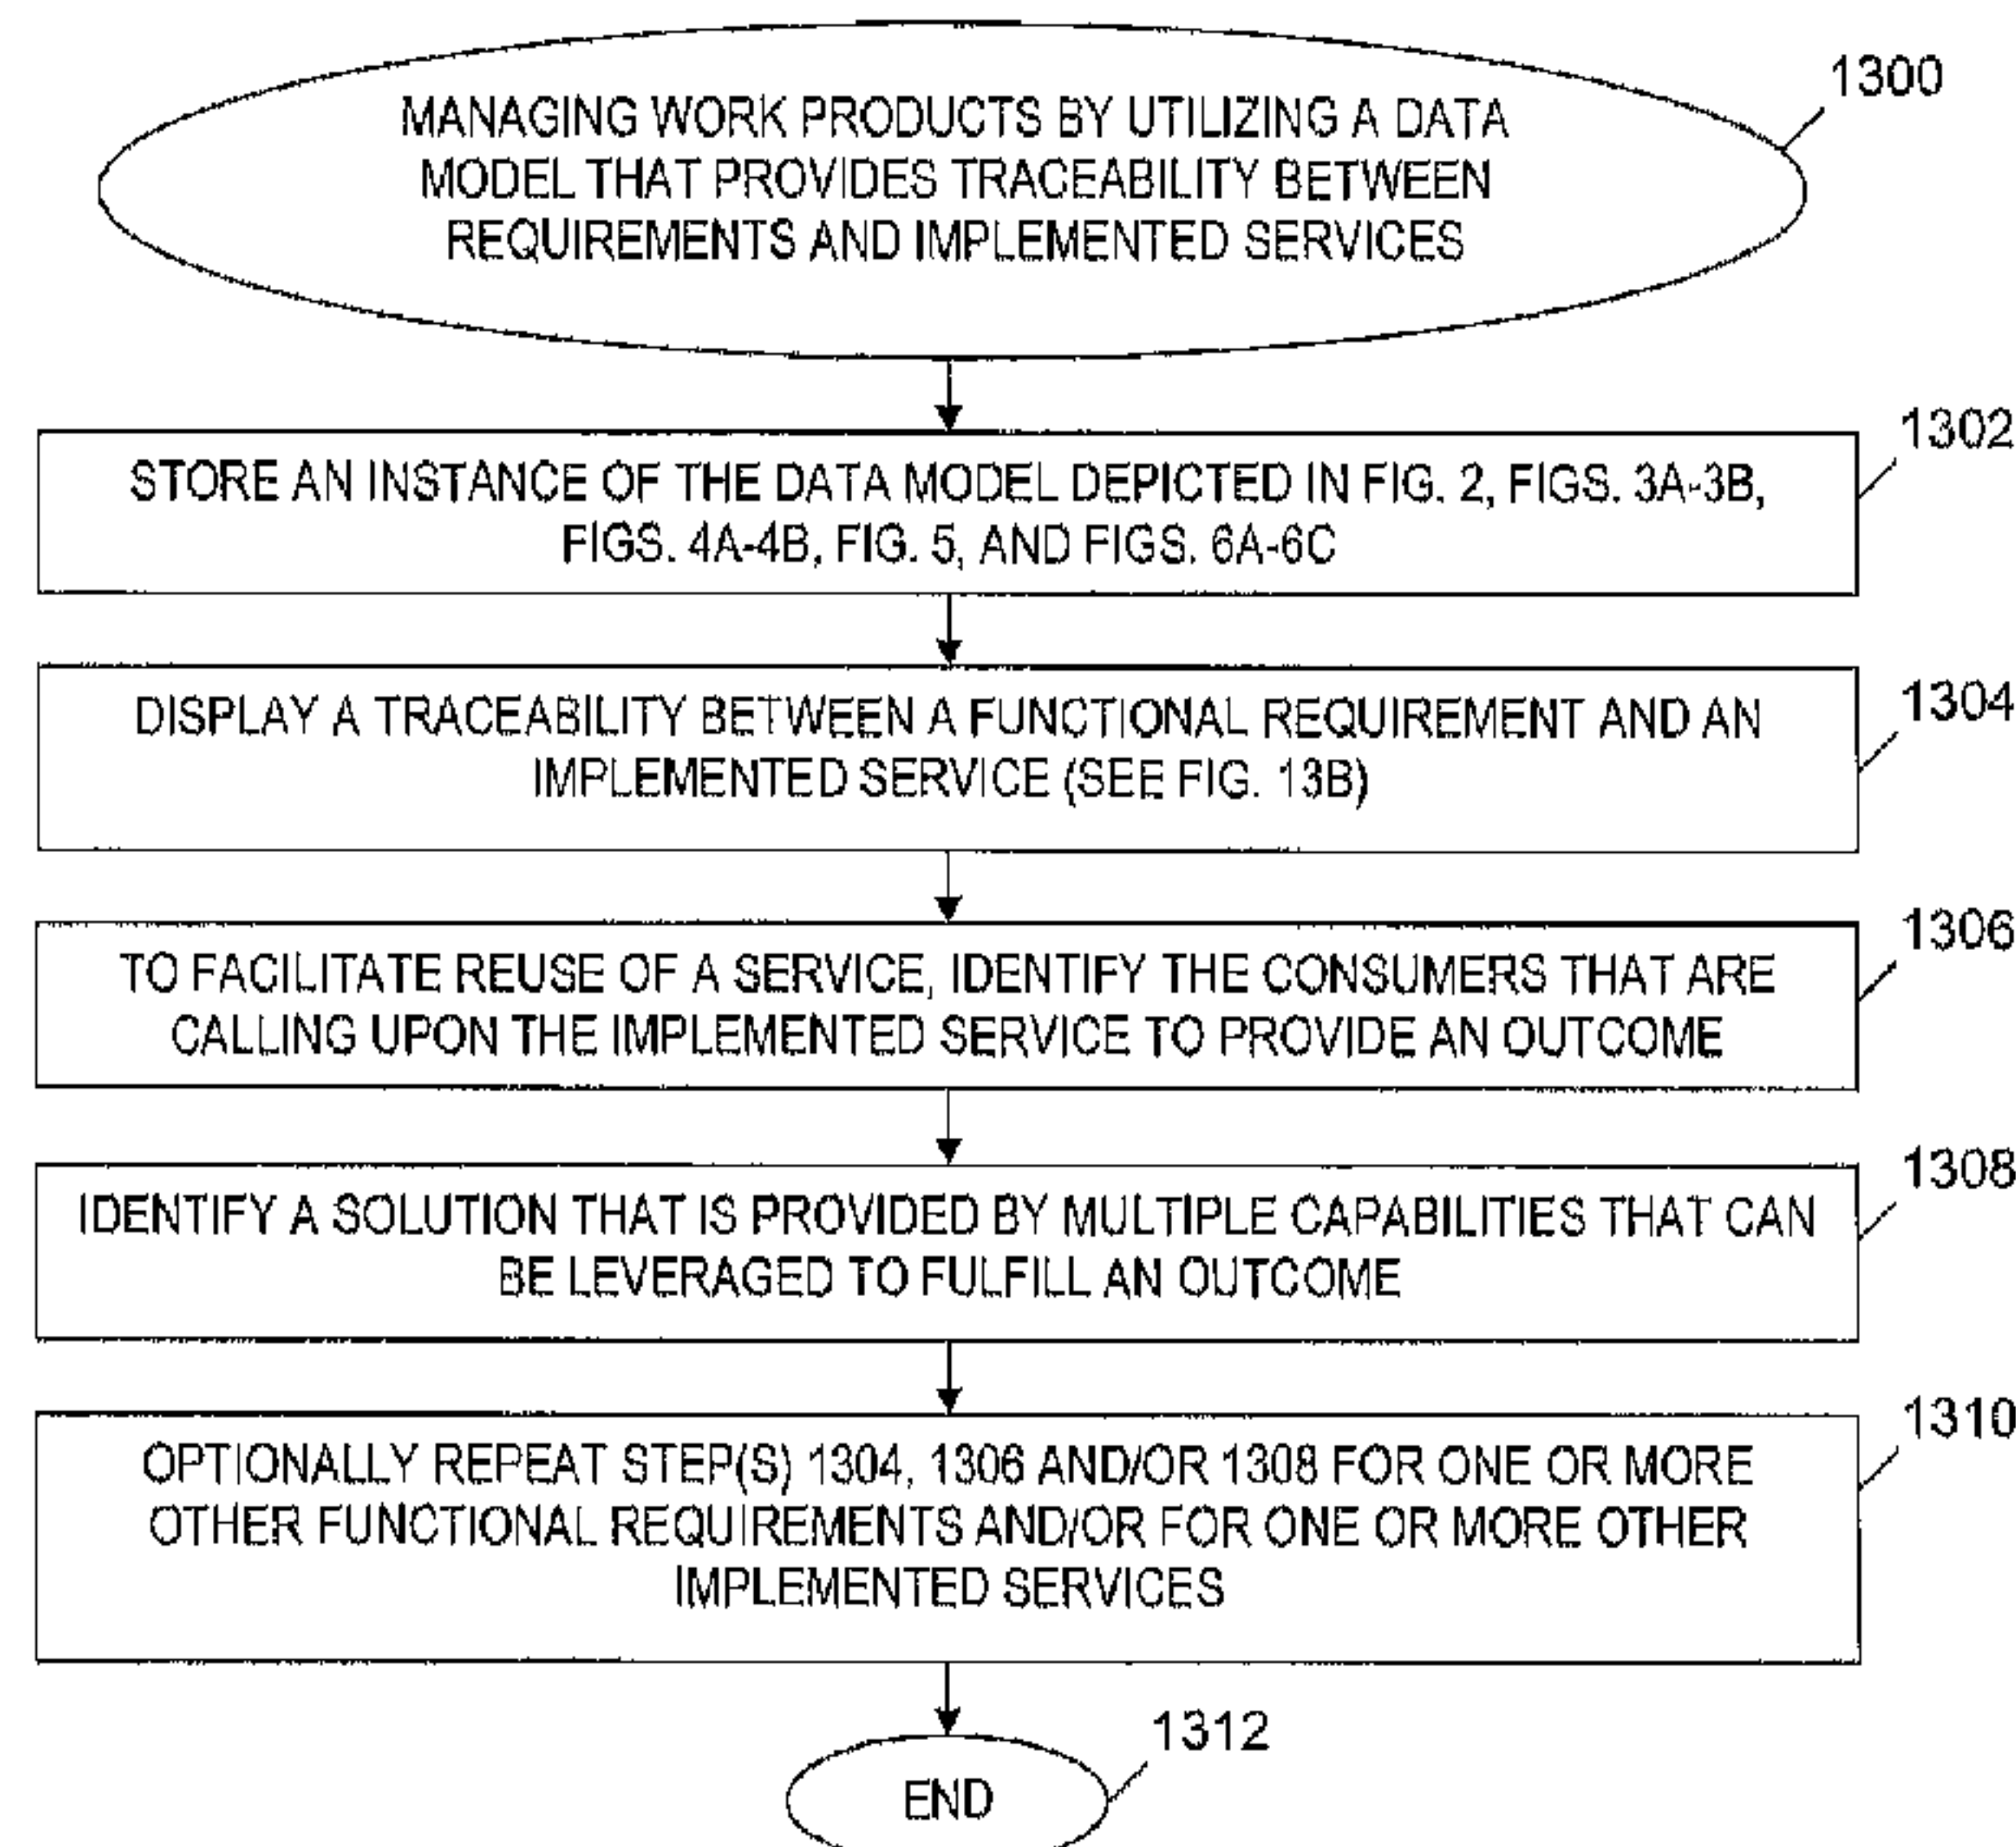 MANAGING WORK PRODUCTS BY UTILIZING A DATA
MODEL THAT PROVIDES TRACEABILITY BETWEEN
REQUIREMENTS AND IMPLEMENTED SERVICES
1300
STORE AN INSTANCE OF THE DATA MODEL DEPICTED IN FIG. 2, FIGS. 3A-3B,
FIGS. 4A-4B, FIG. 5, AND FIGS. 6A-6C
1302
DISPLAY A TRACEABILITY BETWEEN A FUNCTIONAL REQUIREMENT AND AN
IMPLEMENTED SERVICE (SEE FIG. 13B)
1304
TO FACILITATE REUSE OF A SERVICE, IDENTIFY THE CONSUMERS THAT ARE
CALLING UPON THE IMPLEMENTED SERVICE TO PROVIDE AN OUTCOME
1306
IDENTIFY A SOLUTION THAT IS PROVIDED BY MULTIPLE CAPABILITIES THAT CAN
BE LEVERAGED TO FULFILL AN OUTCOME
1308
OPTIONALLY REPEAT STEP(S) 1304, 1306 AND/OR 1308 FOR ONE OR MORE
OTHER FUNCTIONAL REQUIREMENTS AND/OR FOR ONE OR MORE OTHER
IMPLEMENTED SERVICES
1310
END
1312